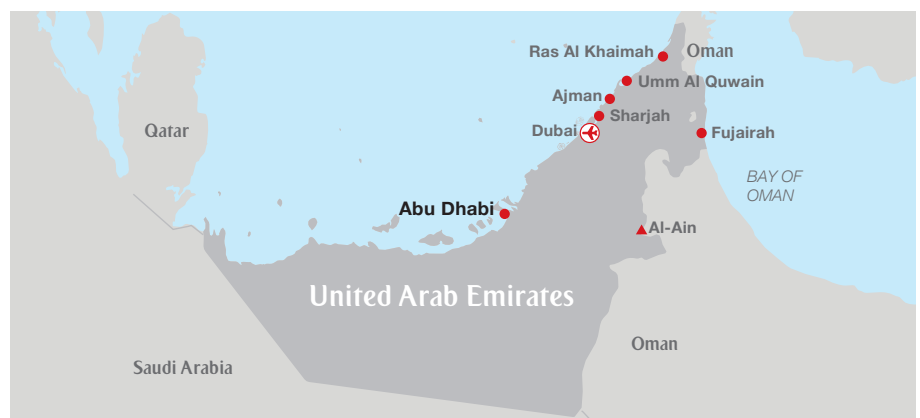 Ras Al Khaimah
Oman
Umm Al Quwain
Ajman
Sharjah
Dubai
Qatar
Fujairah
BAY OF
OMAN
Abu Dhabi
Al-Ain
United Arab Emirates
Oman
Saudi Arabia